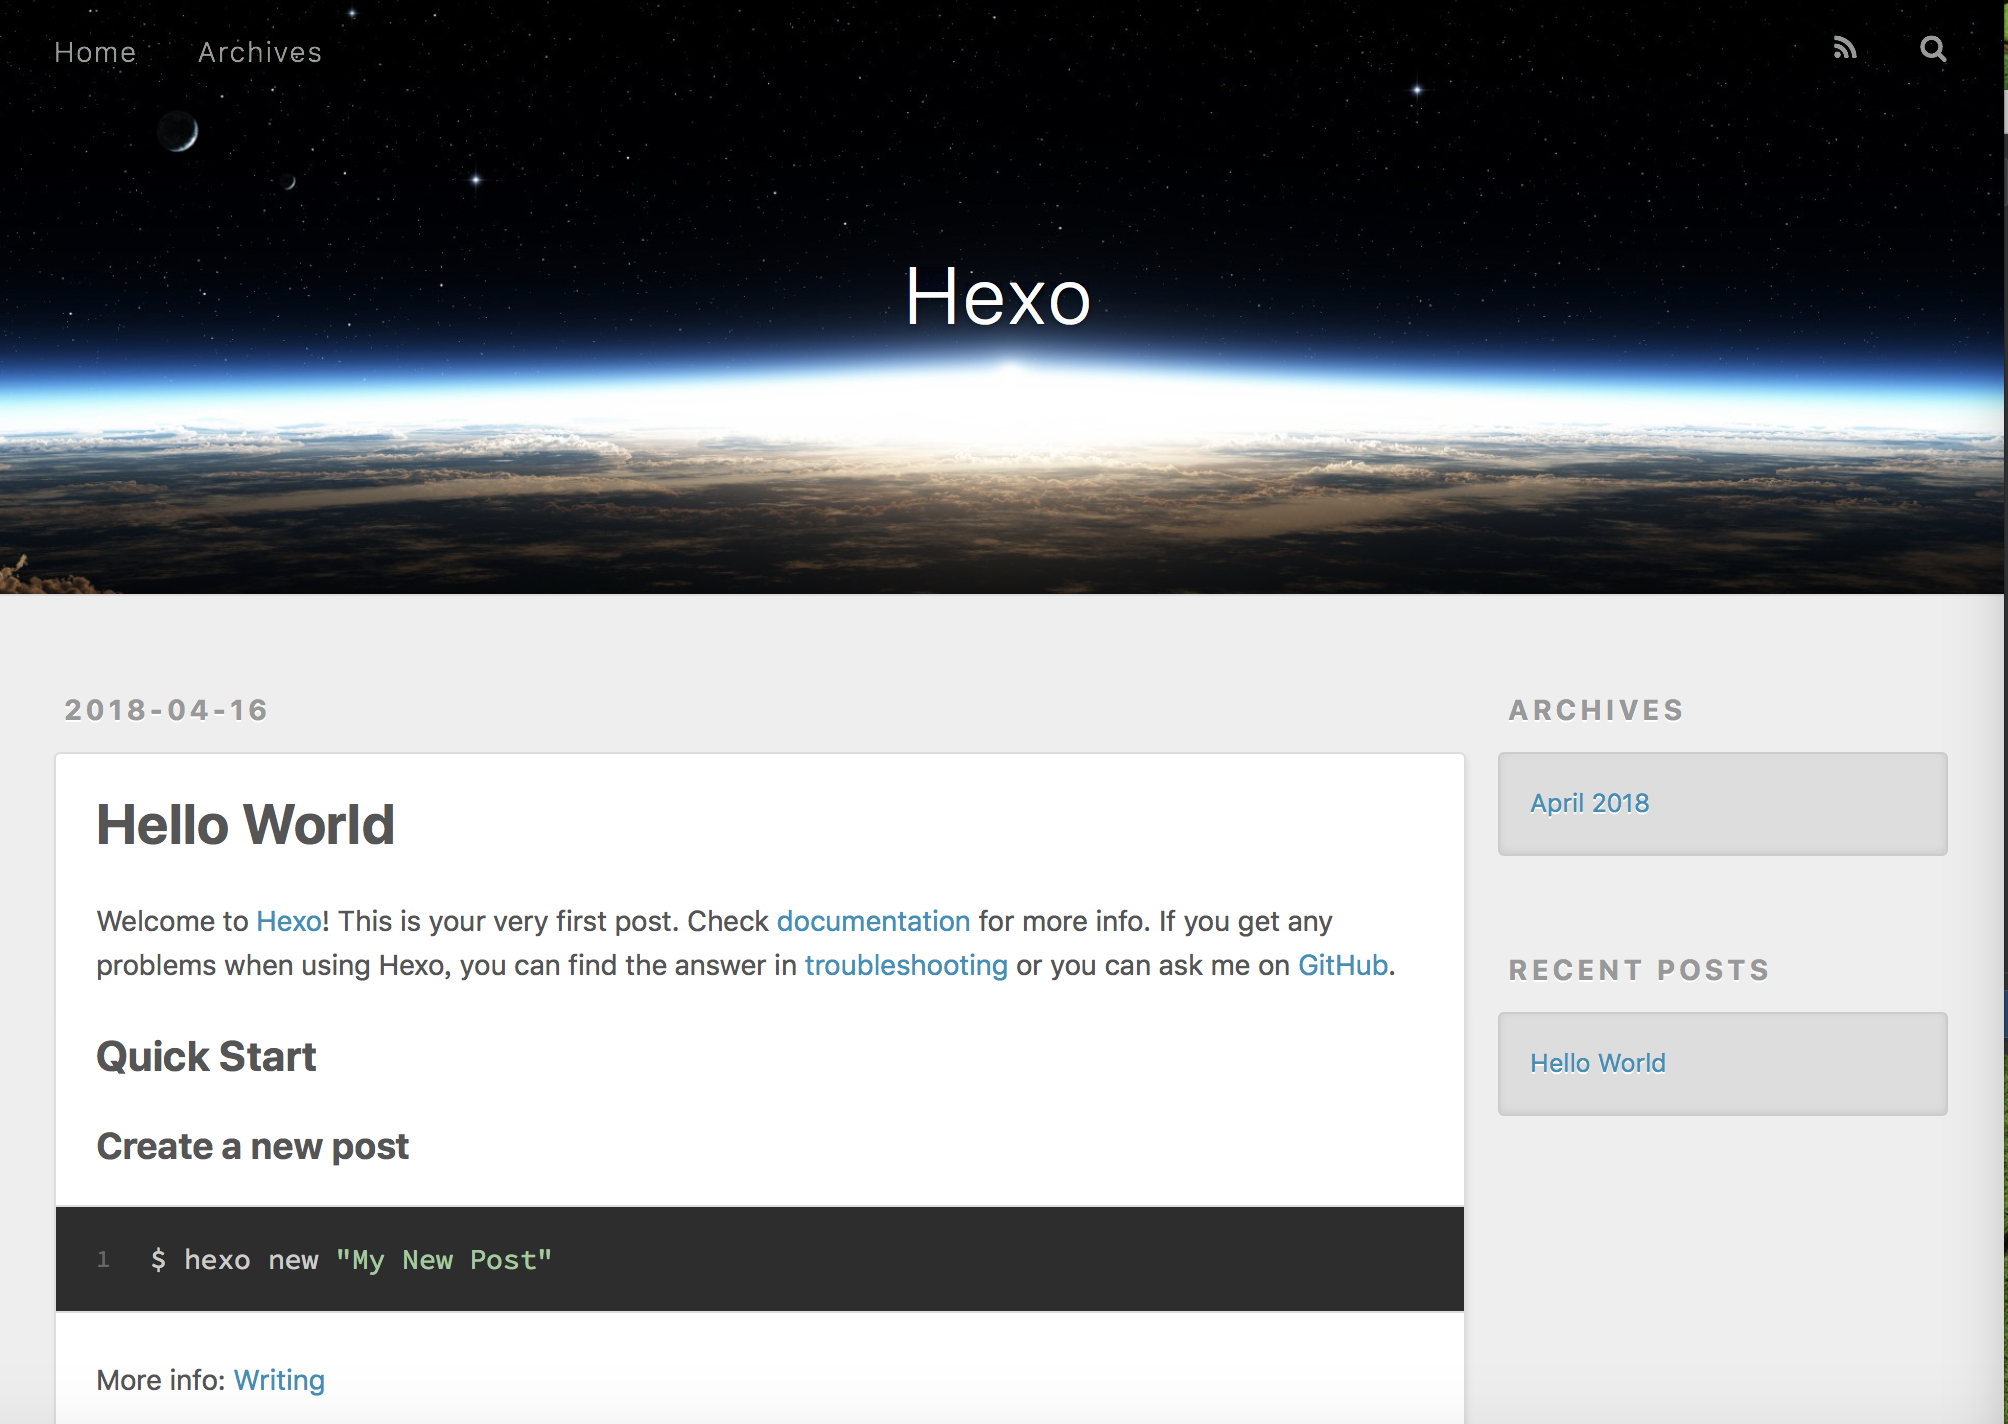 Home Archives
Hexo
2018-04-16
Hello World
Welcome to Hexo! This is your very first post. Check documentation for more info. If you get any
problems when using Hexo, you can find the answer in troubleshooting or you can ask me on GitHub.
Quick Start
Create a new post
1 $ hexo new "My New Post"
More info: Writing
ARCHIVES
April 2018
RECENT POSTS
Hello World